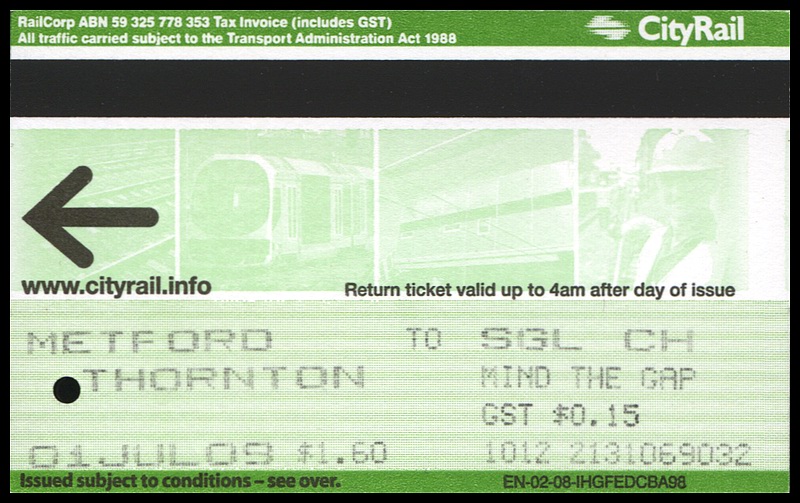 RailCorp ABN 59 325 778 353 Tax Invoice (includes GST)
All traffic carried subject to the Transport Administration Act 1988
CityRail
www.cityrail.info
Return ticket valid up to 4am after day of issue
METFORD TO SGL CH
THORNTON MIND THE GAP
GST $0.15
01JUL09 $1.60 1012 2131069032
Issued subject to conditions – see over.
EN-02-08-IHGFEDCBA98